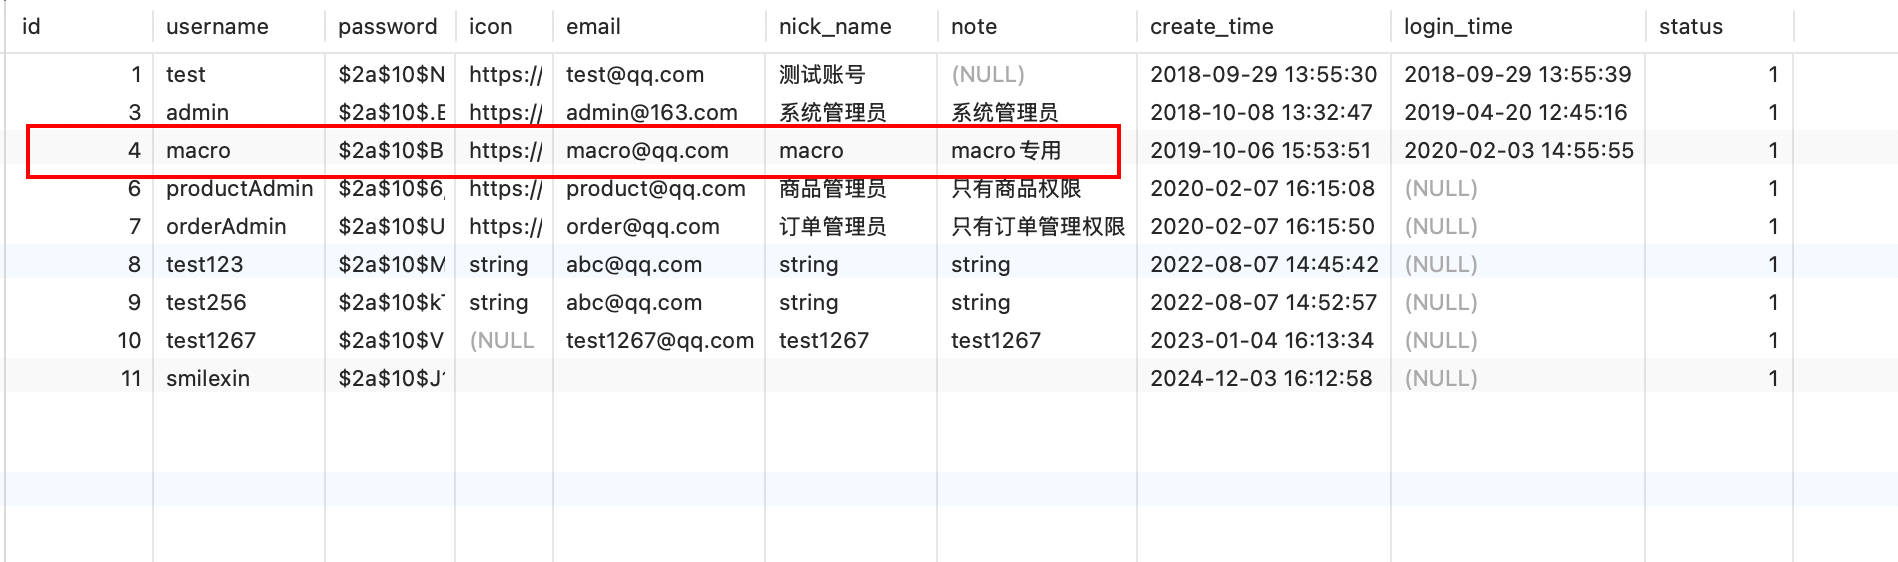 id username password icon email nick_name note create_time login_time status
1 test $2a$10$N https:// test@qq.com 测试账号 (NULL) 2018-09-29 13:55:30 2018-09-29 13:55:39 1
3 admin $2a$10$.E https:// admin@163.com 系统管理员 系统管理员 2018-10-08 13:32:47 2019-04-20 12:45:16 1
4 macro $2a$10$B https:// macro@qq.com macro macro专用 2019-10-06 15:53:51 2020-02-03 14:55:55 1
6 productAdmin $2a$10$6 https:// product@qq.com 商品管理员 只有商品权限 2020-02-07 16:15:08 (NULL) 1
7 orderAdmin $2a$10$U https:// order@qq.com 订单管理员 只有订单管理权限 2020-02-07 16:15:50 (NULL) 1
8 test123 $2a$10$M string abc@qq.com string string 2022-08-07 14:45:42 (NULL) 1
9 test256 $2a$10$k string abc@qq.com string string 2022-08-07 14:52:57 (NULL) 1
10 test1267 $2a$10$V (NULL test1267@qq.com test1267 test1267 2023-01-04 16:13:34 (NULL) 1
11 smilexin $2a$10$J 2024-12-03 16:12:58 (NULL) 1